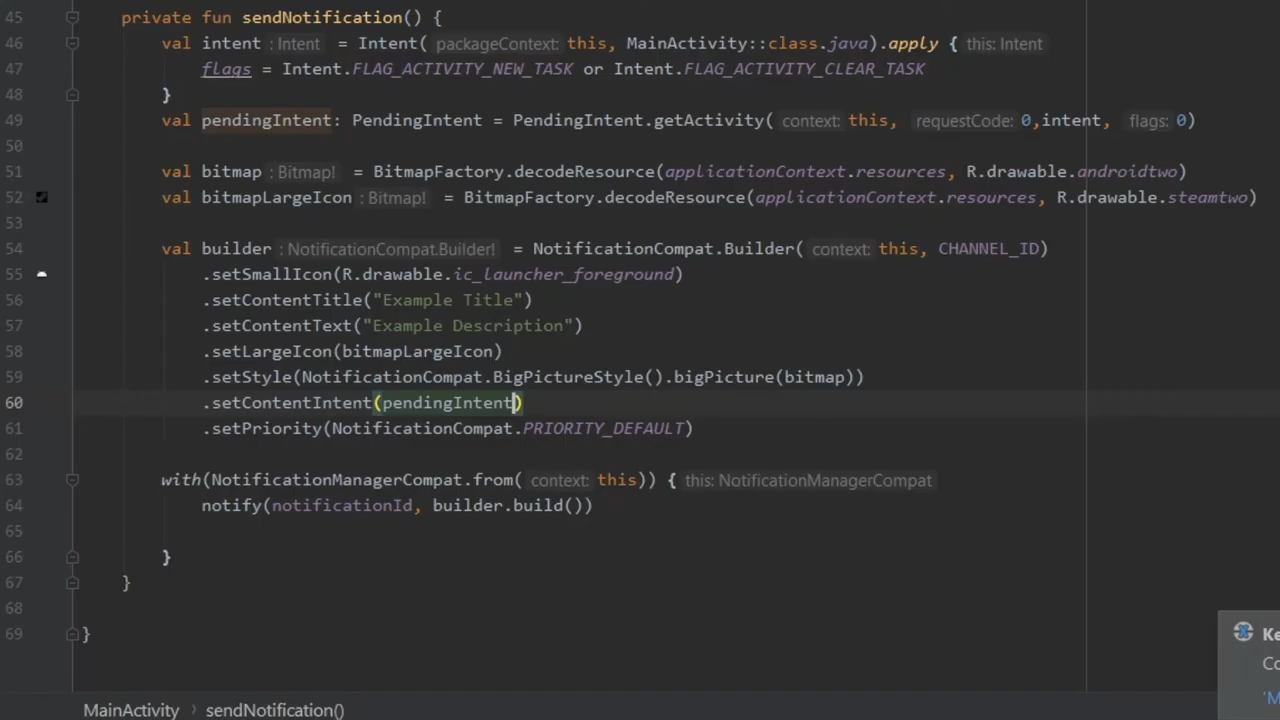 45 private fun sendNotification() {
46 val intent : Intent = Intent( packageContext: this, MainActivity::class.java).apply { this: Intent
47 flags = Intent.FLAG_ACTIVITY_NEW_TASK or Intent.FLAG_ACTIVITY_CLEAR_TASK
48 }
49 val pendingIntent: PendingIntent = PendingIntent.getActivity( context: this, requestCode: 0,intent, flags: 0)
50
51 val bitmap : Bitmap! = BitmapFactory.decodeResource(applicationContext.resources, R.drawable.androidtwo)
52 val bitmapLargeIcon : Bitmap! = BitmapFactory.decodeResource(applicationContext.resources, R.drawable.steamtwo)
53
54 val builder : NotificationCompat.Builder! = NotificationCompat.Builder( context: this, CHANNEL_ID)
55 .setSmallIcon(R.drawable.ic_launcher_foreground)
56 .setContentTitle("Example Title")
57 .setContentText("Example Description")
58 .setLargeIcon(bitmapLargeIcon)
59 .setStyle(NotificationCompat.BigPictureStyle().bigPicture(bitmap))
60 .setContentIntent(pendingIntent)
61 .setPriority(NotificationCompat.PRIORITY_DEFAULT)
62
63 with(NotificationManagerCompat.from( context: this)) { this: NotificationManagerCompat
64 notify(notificationId, builder.build())
65
66 }
67 }
68
69 }
Ke
Co
'M
MainActivity › sendNotification()